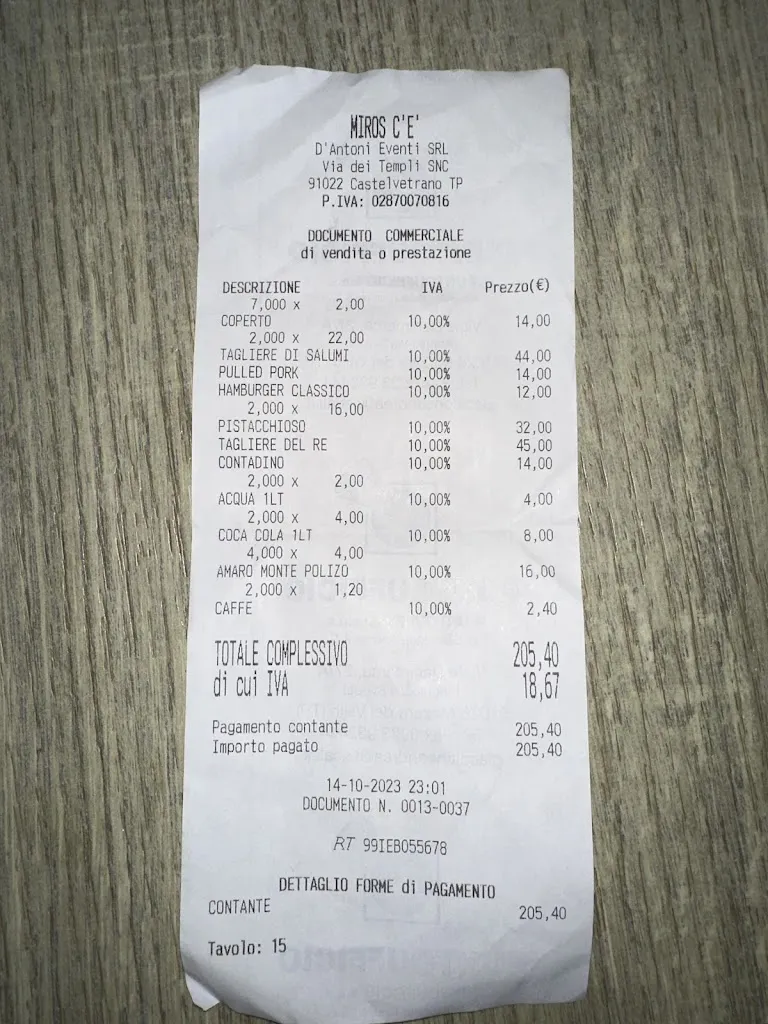 MIROS C'E'
D'Antoni Eventi SRL
Via dei Templi SNC
91022 Castelvetrano TP
P.IVA: 02870070816
DOCUMENTO COMMERCIALE
di vendita o prestazione
DESCRIZIONE IVA Prezzo(€)
7,000 x 2,00
COPERTO 10,00% 14,00
2,000 x 22,00
TAGLIERE DI SALUMI 10,00% 44,00
PULLED PORK 10,00% 14,00
HAMBURGER CLASSICO 10,00% 12,00
2,000 x 16,00
PISTACCHIOSO 10,00% 32,00
TAGLIERE DEL RE 10,00% 45,00
CONTADINO 10,00% 14,00
2,000 x 2,00
ACQUA 1LT 10,00% 4,00
2,000 x 4,00
COCA COLA 1LT 10,00% 8,00
4,000 x 4,00
AMARO MONTE POLIZO 10,00% 16,00
2,000 x 1,20
CAFFE 10,00% 2,40
TOTALE COMPLESSIVO 205,40
di cui IVA 18,67
Pagamento contante 205,40
Importo pagato 205,40
14-10-2023 23:01
DOCUMENTO N. 0013-0037
RT 99IEB055678
DETTAGLIO FORME di PAGAMENTO
CONTANTE 205,40
Tavolo: 15